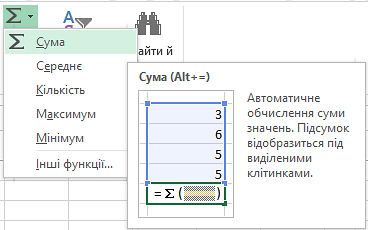 Σ
А
Я
Σ Сума
Середнє
Кількість
Максимум
Мінімум
Інші функції...
айти й
Сума (Alt+=)
3
6
5
5
=Σ( )
Автоматичне
обчислення суми
значень. Підсумок
відобразиться під
виділеними
клітинками.